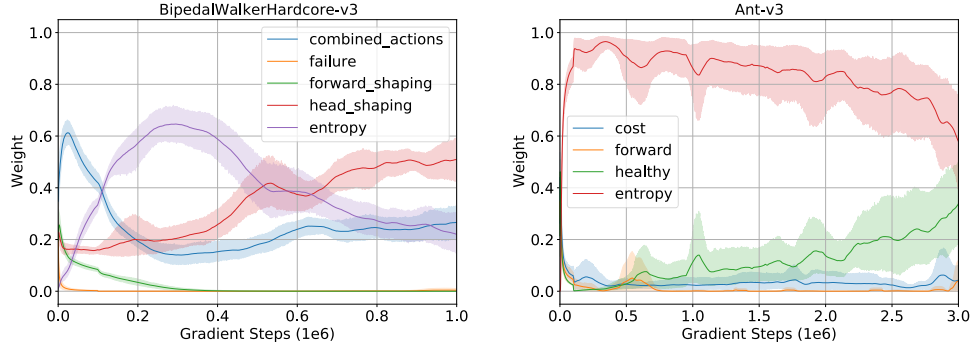 BipedalWalkerHardcore-v3
combined_actions
failure
forward_shaping
head_shaping
entropy
Weight
1.0
0.8
0.6
0.4
0.2
0.0
0.0 0.2 0.4 0.6 0.8 1.0
Gradient Steps (1e6)
Ant-v3
cost
forward
healthy
entropy
Weight
1.0
0.8
0.6
0.4
0.2
0.0
0.0 0.5 1.0 1.5 2.0 2.5 3.0
Gradient Steps (1e6)